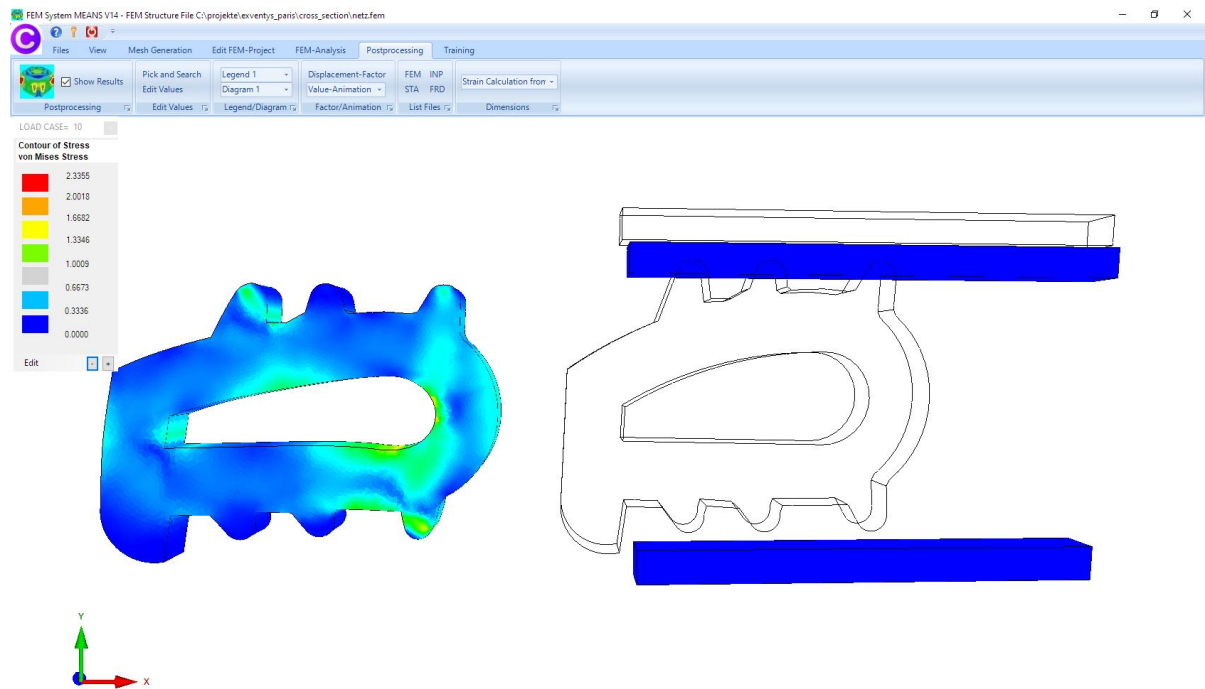 FEM System MEANS V14 - FEM Structure File C:\projekte\exventys_paris\cross_section\netz.fem
Files View Mesh Generation Edit FEM-Project FEM-Analysis Postprocessing Training
Show Results
Pick and Search
Edit Values
Legend 1
Diagram 1
Displacement-Factor
Value-Animation
FEM INP
STA FRD
Strain Calculation from
Postprocessing Edit Values Legend/Diagram Factor/Animation List Files Dimensions
LOAD CASE= 10
Contour of Stress
von Mises Stress
2.3355
2.0018
1.6682
1.3346
1.0009
0.6673
0.3336
0.0000
Edit - +
Y
X